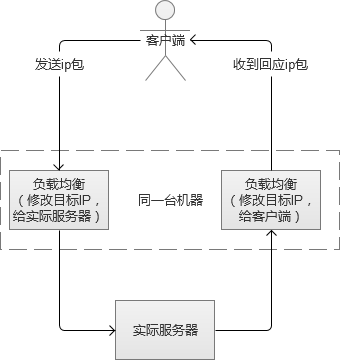 客户端
发送ip包
收到回应ip包
负载均衡
（修改目标IP，
给实际服务器）
同一台机器
负载均衡
（修改目标IP，
给客户端）
实际服务器